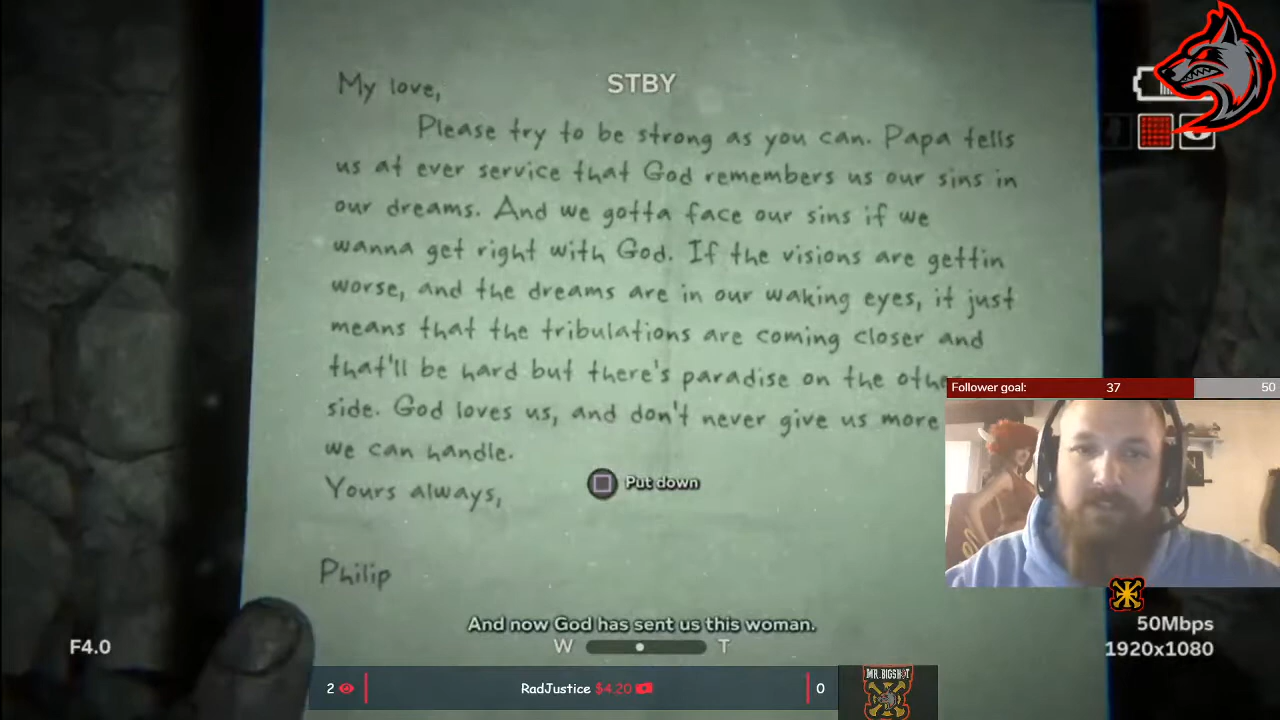 STBY
My love,
Please try to be strong as you can. Papa tells
us at ever service that God remembers us our sins in
our dreams. And we gotta face our sins if we
wanna get right with God. If the visions are gettin
worse, and the dreams are in our waking eyes, it just
means that the tribulations are coming closer and
that'll be hard but there's paradise on the othe
side. God loves us, and don't never give us more
we can handle.
Yours always,
Philip
Put down
And now God has sent us this woman.
F4.0
W T
Follower goal: 37 50
50Mbps
1920x1080
2 RadJustice $4.20 0
MR.BIGSHOT